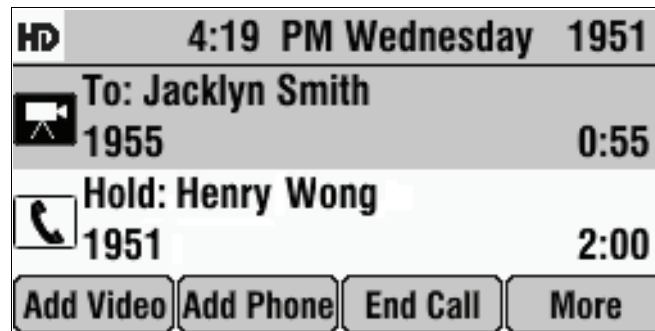 HD 4:19 PM Wednesday 1951
To: Jacklyn Smith
1955 0:55
Hold: Henry Wong
1951 2:00
Add Video Add Phone End Call More